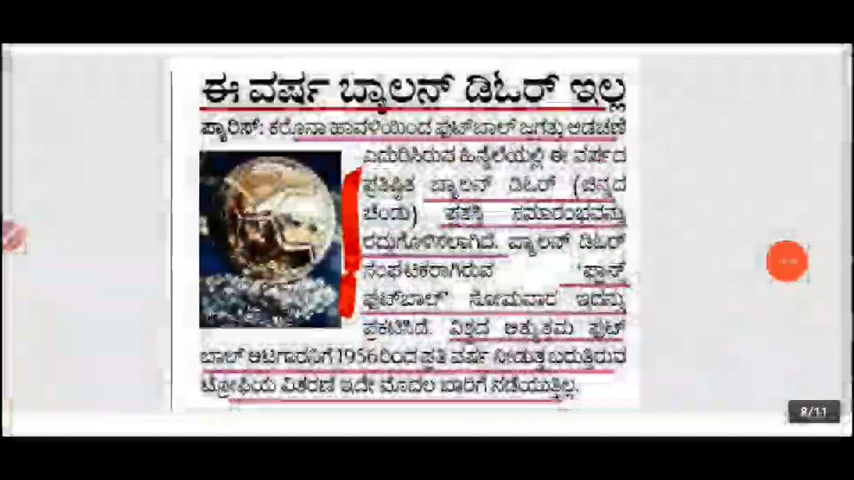 ಈ ವರ್ಷ ಬ್ಯಾಲನ್ ಡಿಓರ್ ಇಲ್ಲ
ಪ್ಯಾರಿಸ್: ಕರೊನಾ ಹಾವಳಿಯಿಂದ ಫುಟ್‌ಬಾಲ್ ಜಗತ್ತು ಅಡಚಣೆ
ಎದುರಿಸಿರುವ ಹಿನ್ನೆಲೆಯಲ್ಲಿ ಈ ವರ್ಷದ
ಪ್ರತಿಷ್ಠಿತ ಬ್ಯಾಲನ್ ಡಿಓರ್ (ಚಿನ್ನದ
ಚೆಂಡು) ಪ್ರಶಸ್ತಿ ಸಮಾರಂಭವನ್ನು
ರದ್ದುಗೊಳಿಸಲಾಗಿದೆ. ಬ್ಯಾಲನ್ ಡಿಓರ್
ಸಂಘಟಕರಾಗಿರುವ 'ಫ್ರಾನ್ಸ್
ಫುಟ್‌ಬಾಲ್' ಸೋಮವಾರ ಇದನ್ನು
ಪ್ರಕಟಿಸಿದೆ. ವಿಶ್ವದ ಅತ್ಯುತ್ತಮ ಫುಟ್
ಬಾಲ್ ಆಟಗಾರನಿಗೆ 1956ರಿಂದ ಪ್ರತಿ ವರ್ಷ ನೀಡುತ್ತ ಬರುತ್ತಿರುವ
ಟ್ರೋಫಿಯ ವಿತರಣೆ ಇದೇ ಮೊದಲ ಬಾರಿಗೆ ನಡೆಯುತ್ತಿಲ್ಲ.
8/11